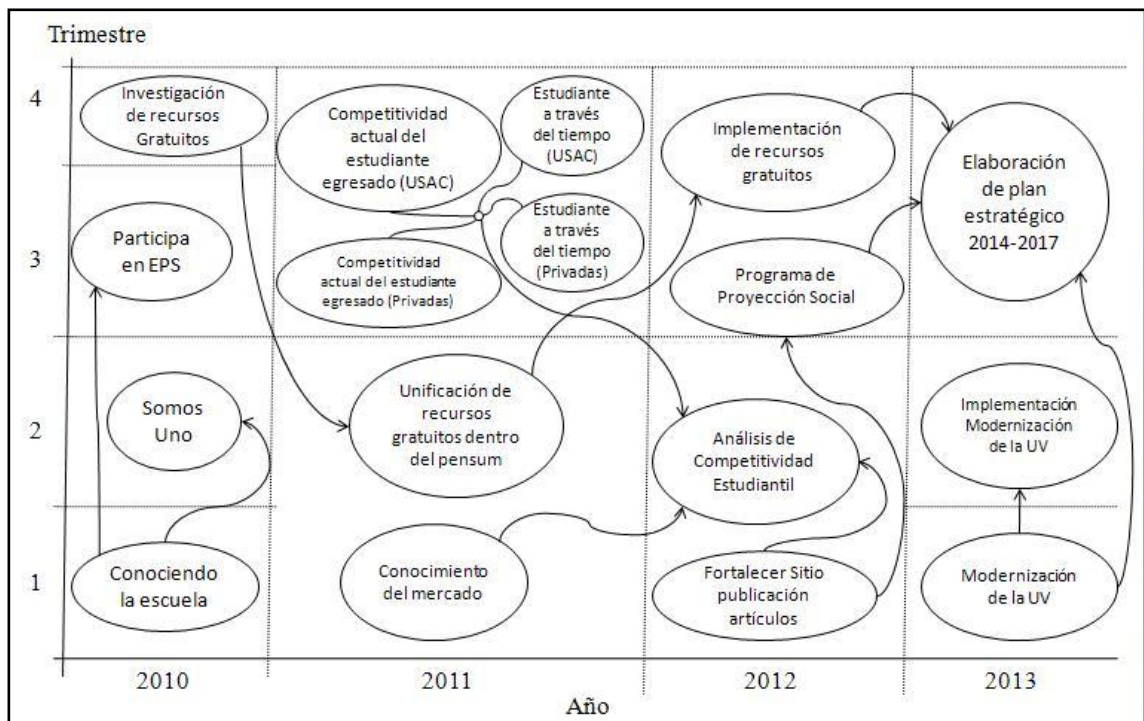 Trimestre
4
Investigación
de recursos
Gratuitos
Competitividad
actual del
estudiante
egresado (USAC)
Estudiante
a través
del tiempo
(USAC)
Implementación
de recursos
gratuitos
Elaboración
de plan
estratégico
2014-2017
3
Participa
en EPS
Competitividad
actual del estudiante
egresado (Privadas)
Estudiante
a través
del tiempo
(Privadas)
Programa de
Proyección Social
2
Somos
Uno
Unificación de
recursos
gratuitos dentro
del pensum
Análisis de
Competitividad
Estudiantil
Implementación
Modernización
de la UV
1
Conociendo
la escuela
Conocimiento
del mercado
Fortalecer Sitio
publicación
artículos
Modernización
de la UV
2010
2011
2012
2013
Año